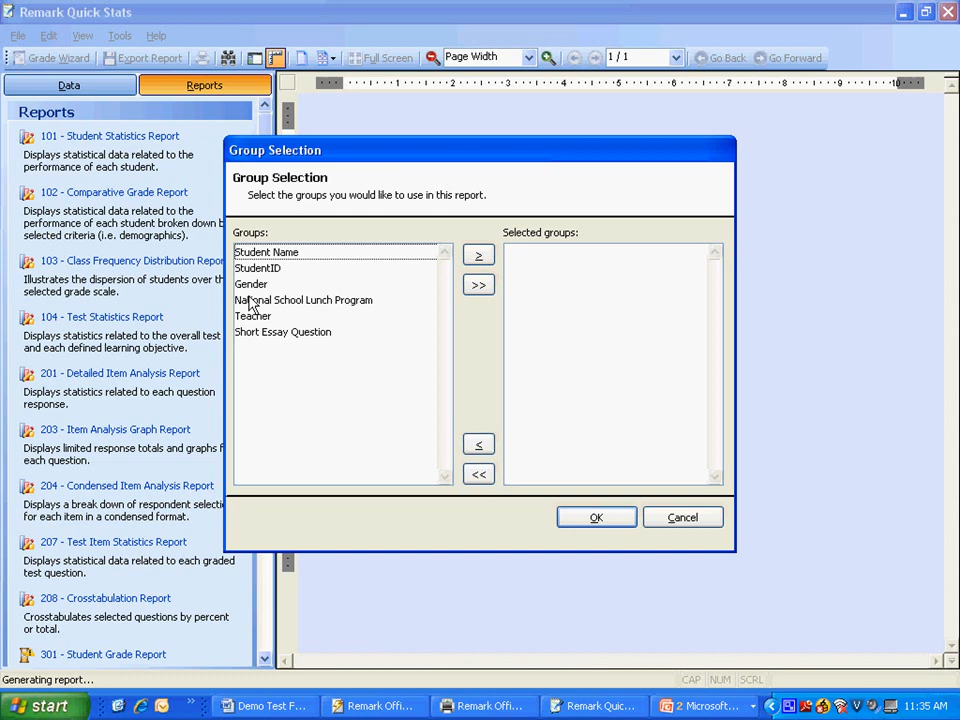 Remark Quick Stats
File Edit View Tools Help
Grade Wizard Export Report Full Screen Page Width 1 / 1 Go Back Go Forward
Data Reports
1 2 3 4 5 6 7 8 9 10
Reports
101 - Student Statistics Report
Displays statistical data related to the
performance of each student.
102 - Comparative Grade Report
Displays statistical data related to the
performance of each student broken down b
selected criteria (i.e. demographics).
103 - Class Frequency Distribution Repor
Illustrates the dispersion of students over th
selected grade scale.
104 - Test Statistics Report
Displays statistics related to the overall test
and each defined learning objective.
201 - Detailed Item Analysis Report
Displays statistics related to each question
response.
203 - Item Analysis Graph Report
Displays limited response totals and graphs f
each question.
204 - Condensed Item Analysis Report
Displays a break down of respondent selecti
for each item in a condensed format.
207 - Test Item Statistics Report
Displays statistical data related to each graded
test question.
208 - Crosstabulation Report
Crosstabulates selected questions by percent
or total.
301 - Student Grade Report
Group Selection
Group Selection
Select the groups you would like to use in this report.
Groups: Selected groups:
Student Name
StudentID
Gender
National School Lunch Program
Teacher
Short Essay Question
>
>>
<
<<
OK Cancel
Generating report... CAP NUM SCRL
start Demo Test F... Remark Offi... Remark Offi... Remark Quic... 2 Microsoft... 11:35 AM